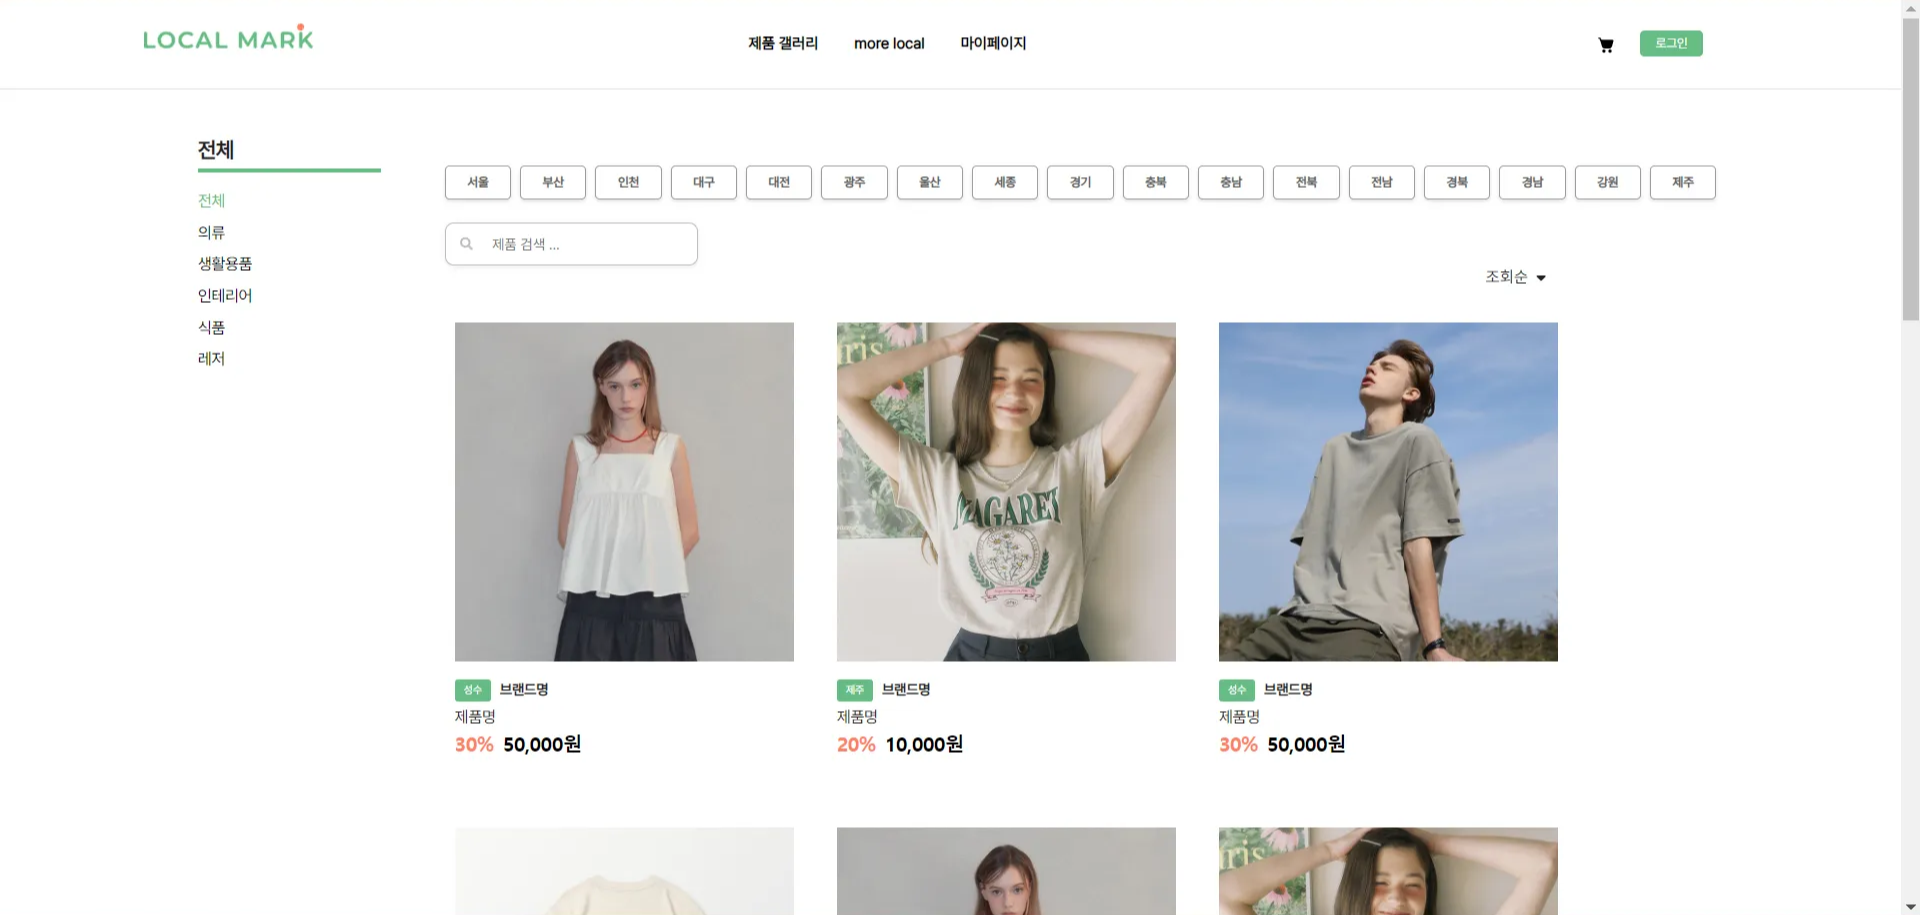 LOCAL MARK
제품 갤러리 more local 마이페이지
로그인
전체
전체
의류
생활용품
인테리어
식품
레저
서울 부산 인천 대구 대전 광주 울산 세종 경기 충북 충남 전북 전남 경북 경남 강원 제주
제품 검색 ...
조회순
ris
MAGARET
성수 브랜드명
제품명
30% 50,000원
제주 브랜드명
제품명
20% 10,000원
성수 브랜드명
제품명
30% 50,000원
ris